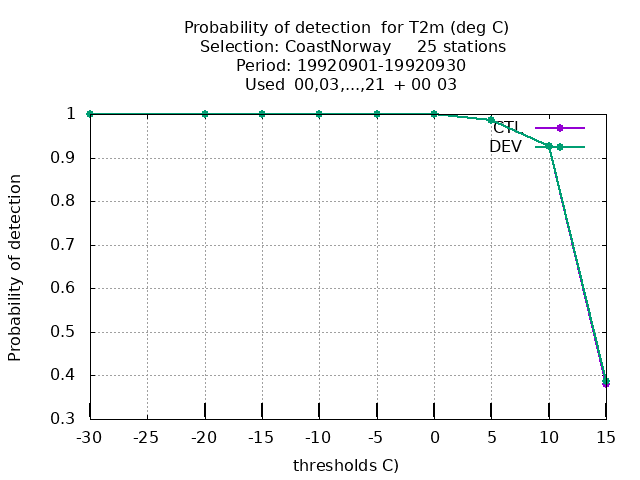 Probability of detection for T2m (deg C)
Selection: CoastNorway 25 stations
Period: 19920901-19920930
Used 00,03,...,21 + 00 03
1
CTL
DEV
0.9
0.8
0.7
0.6
0.5
0.4
0.3
Probability of detection
-30 -25 -20 -15 -10 -5 0 5 10 15
thresholds C)